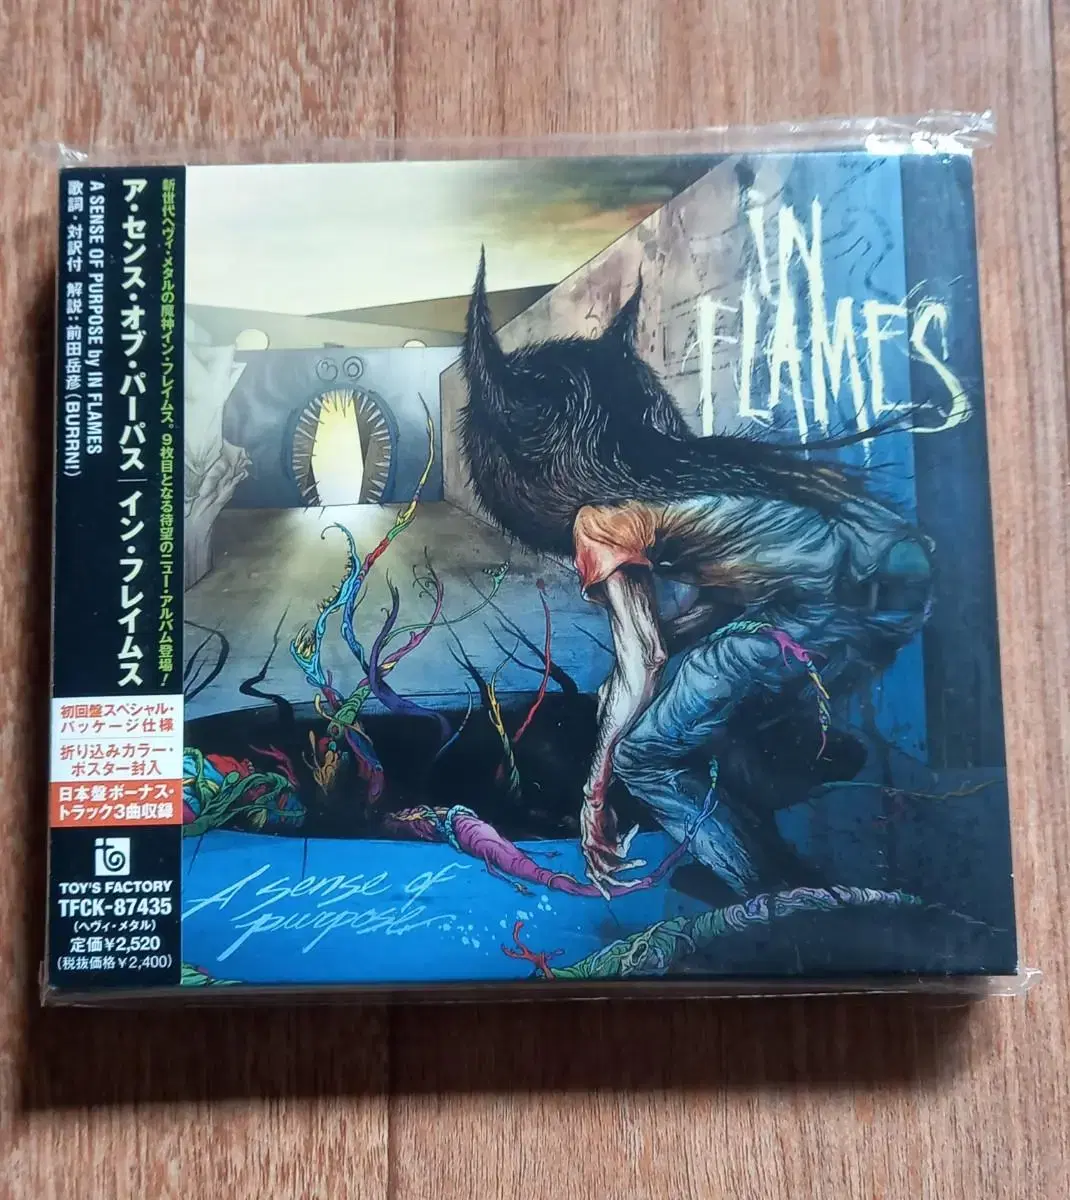 新世代ヘヴィ・メタルの魔神イン・フレイムス。9枚目となる待望のニュー・アルバム登場！
ア・センス・オブ・パーパス｜イン・フレイムス
A SENSE OF PURPOSE by IN FLAMES
歌詞・対訳付 解説：前田岳彦（BURRN!）
初回盤スペシャル・
パッケージ仕様
折り込みカラー・
ポスター封入
日本盤ボーナス・
トラック3曲収録
TOY'S FACTORY
TFCK-87435
(ヘヴィ・メタル)
定価￥2,520
(税抜価格￥2,400)
IN
FLAMES
A sense of
purpose